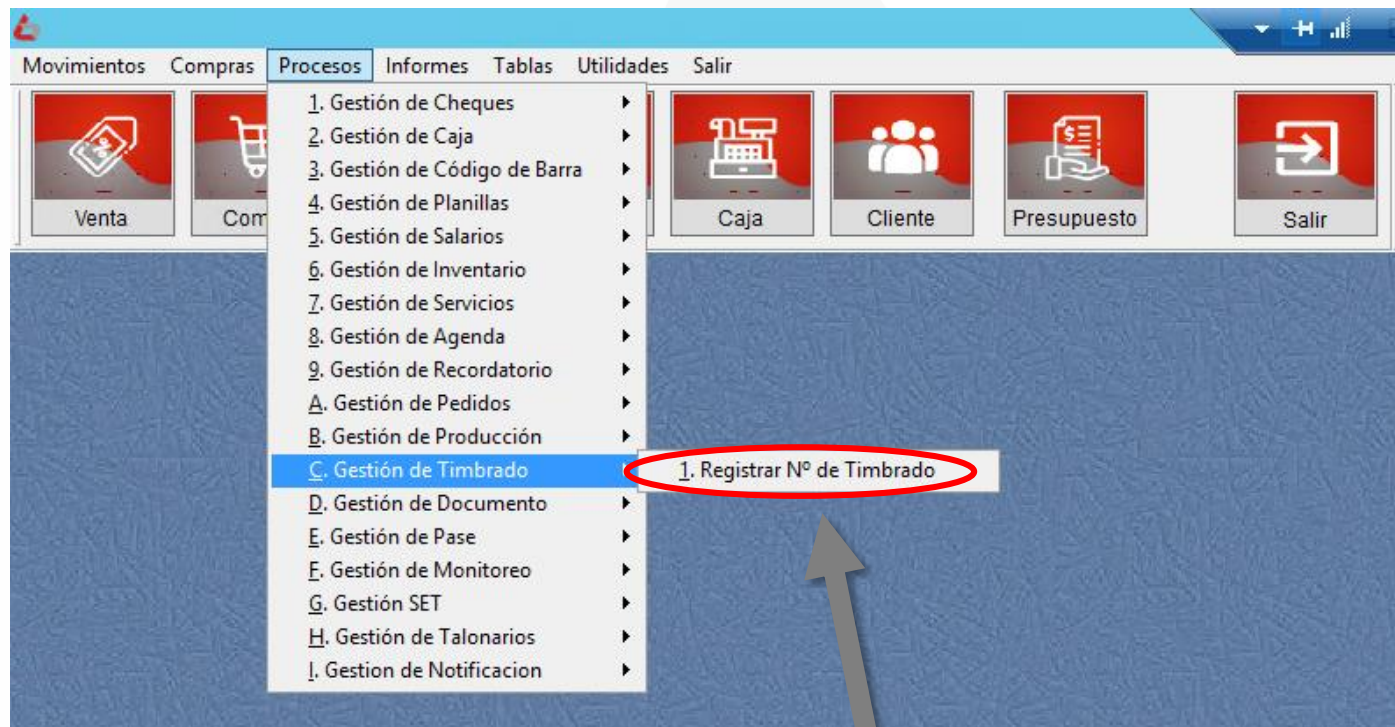 Movimientos Compras Procesos Informes Tablas Utilidades Salir
Venta Com Caja Cliente Presupuesto Salir
1. Gestión de Cheques
2. Gestión de Caja
3. Gestión de Código de Barra
4. Gestión de Planillas
5. Gestión de Salarios
6. Gestión de Inventario
7. Gestión de Servicios
8. Gestión de Agenda
9. Gestión de Recordatorio
A. Gestión de Pedidos
B. Gestión de Producción
C. Gestión de Timbrado
1. Registrar Nº de Timbrado
D. Gestión de Documento
E. Gestión de Pase
F. Gestión de Monitoreo
G. Gestión SET
H. Gestión de Talonarios
I. Gestion de Notificacion